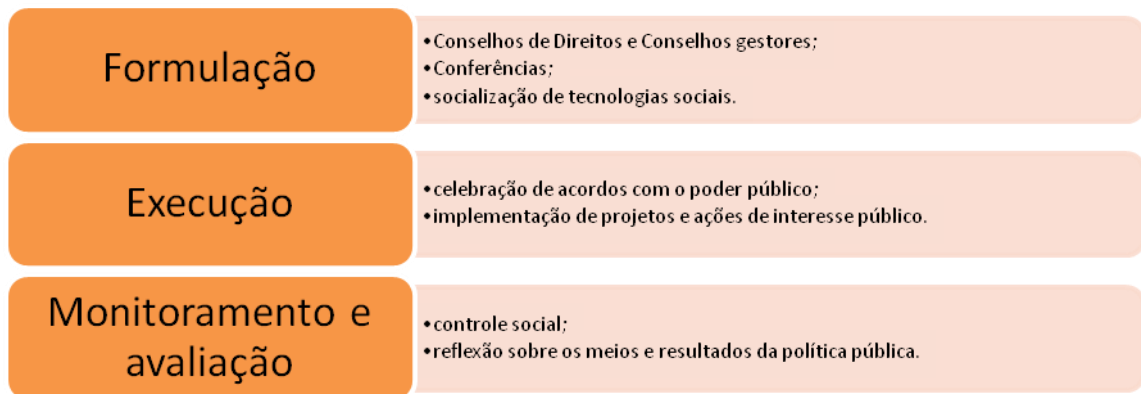 Formulação
•Conselhos de Direitos e Conselhos gestores;
•Conferências;
•socialização de tecnologias sociais.
Execução
•celebração de acordos com o poder público;
•implementação de projetos e ações de interesse público.
Monitoramento e
avaliação
•controle social;
•reflexão sobre os meios e resultados da política pública.